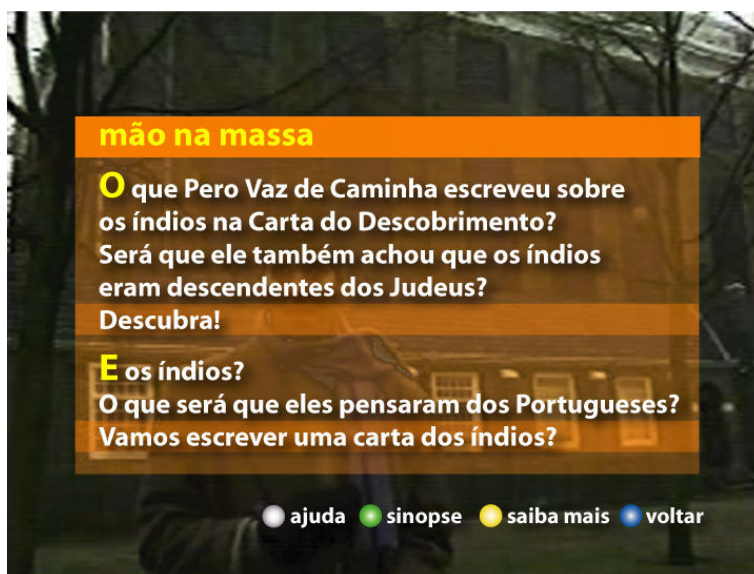 mão na massa
O que Pero Vaz de Caminha escreveu sobre
os índios na Carta do Descobrimento?
Será que ele também achou que os índios
eram descendentes dos Judeus?
Descubra!
E os índios?
O que será que eles pensaram dos Portugueses?
Vamos escrever uma carta dos índios?
ajuda sinopse saiba mais voltar